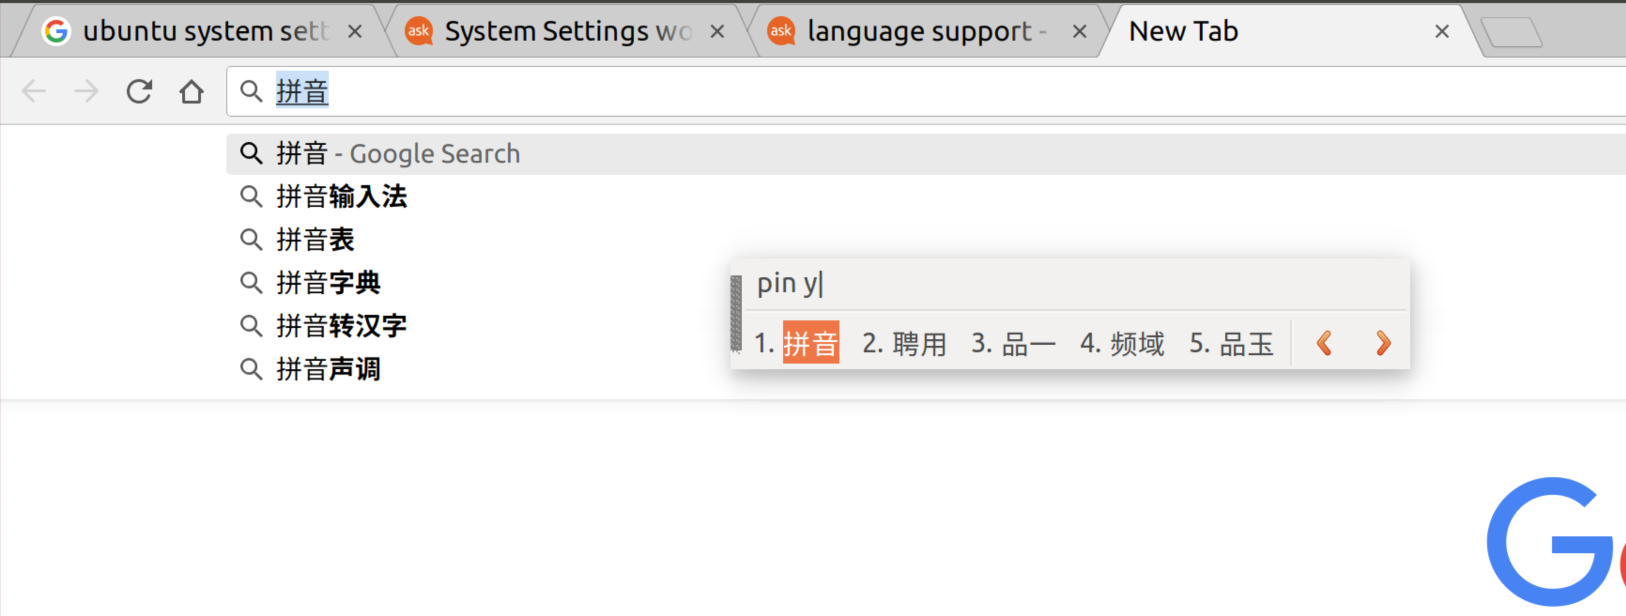 ubuntu system sett
ask System Settings wo
ask language support -
New Tab
拼音
拼音 - Google Search
拼音输入法
拼音表
拼音字典
拼音转汉字
拼音声调
pin y
1. 拼音 2. 聘用 3. 品一 4. 频域 5. 品玉
G